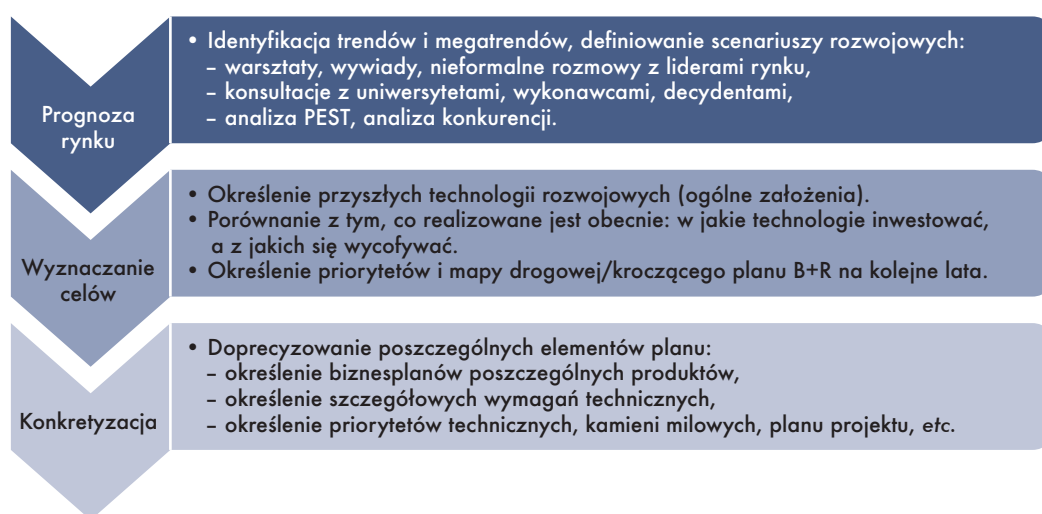 Prognoza
rynku
• Identyfikacja trendów i megatrendów, definiowanie scenariuszy rozwojowych:
– warsztaty, wywiady, nieformalne rozmowy z liderami rynku,
– konsultacje z uniwersytetami, wykonawcami, decydentami,
– analiza PEST, analiza konkurencji.
Wyznaczanie
celów
• Określenie przyszłych technologii rozwojowych (ogólne założenia).
• Porównanie z tym, co realizowane jest obecnie: w jakie technologie inwestować,
a z jakich się wycofywać.
• Określenie priorytetów i mapy drogowej/kroczącego planu B+R na kolejne lata.
Konkretyzacja
• Doprecyzowanie poszczególnych elementów planu:
– określenie biznesplanów poszczególnych produktów,
– określenie szczegółowych wymagań technicznych,
– określenie priorytetów technicznych, kamieni milowych, planu projektu, etc.